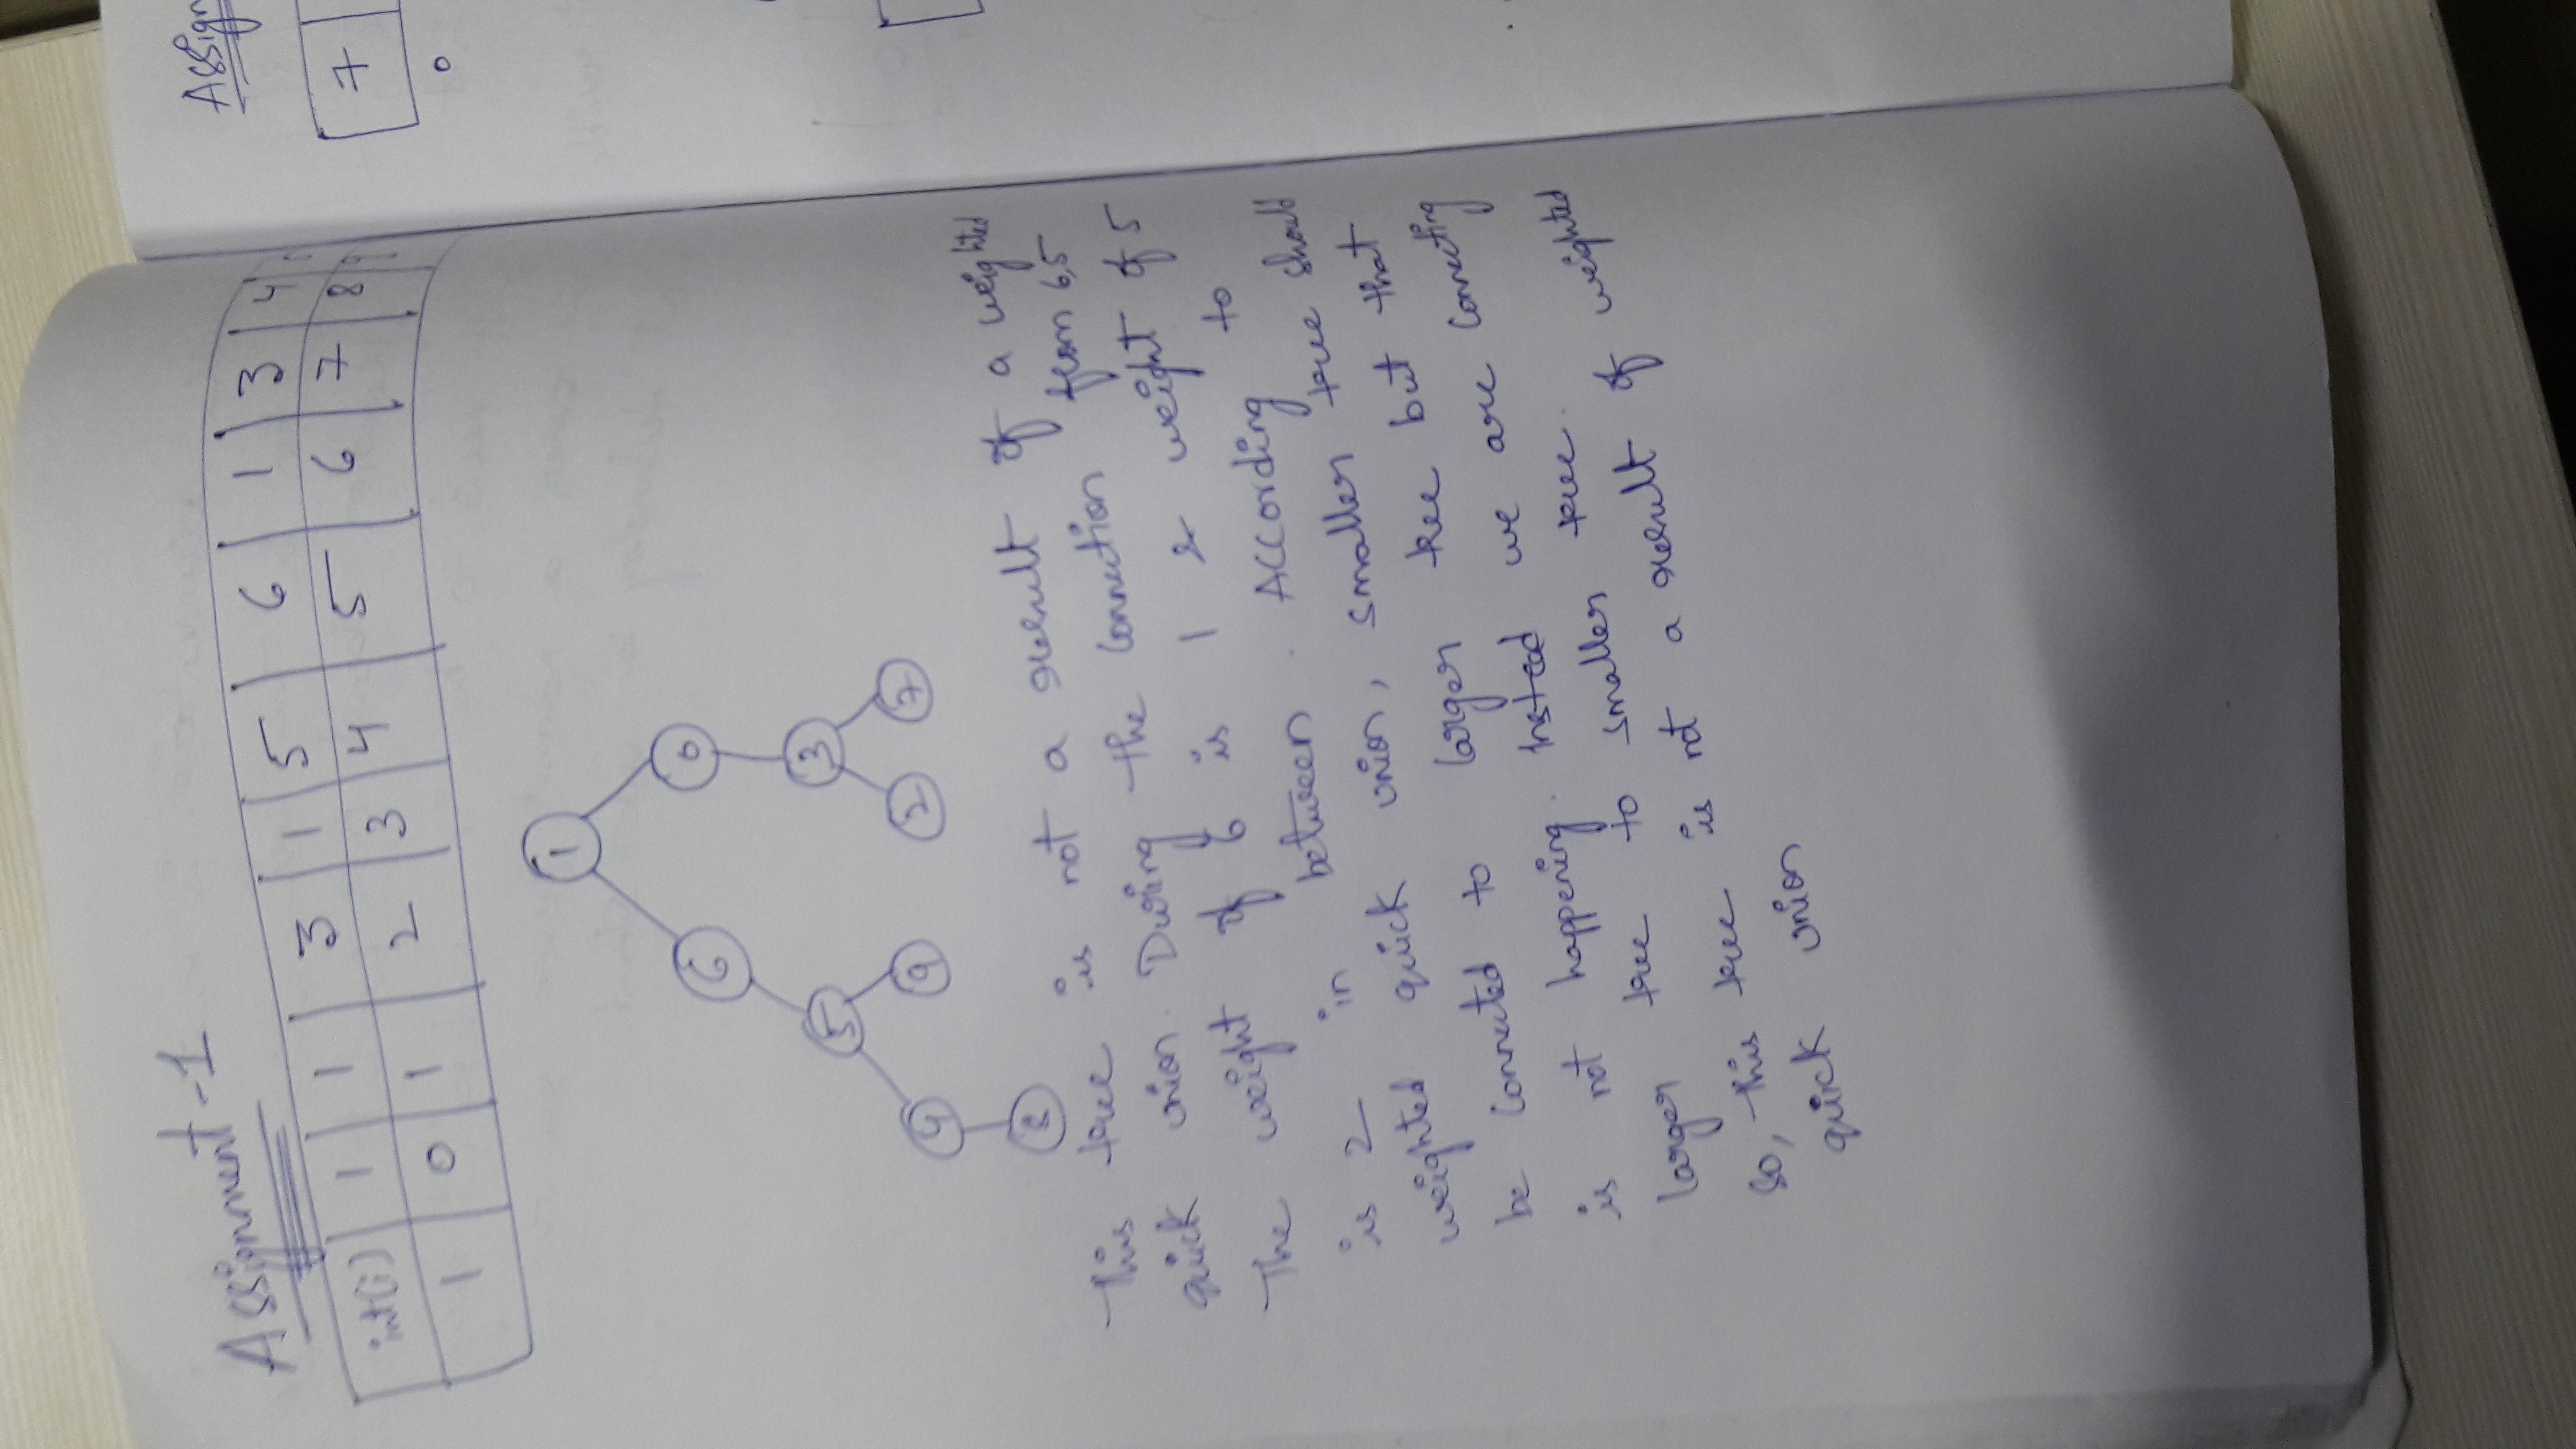 Assignment-1
int(i) 1 1 3 1 5 6 1 3 4
1 0 1 2 3 4 5 6 7 8 9
1
6 0
5 3
4 9 2 7
8
This tree is not a result of a weighted
quick union. During the connection from 6,5
The weight of 6 is 1 & weight of 5
is 2 in between. According to
weighted quick union, smaller tree should
be connected to larger tree but that
is not happening. Instead we are connecting
larger tree to smaller tree.
So, this tree is not a result of weighted
quick union
Assign
7
0